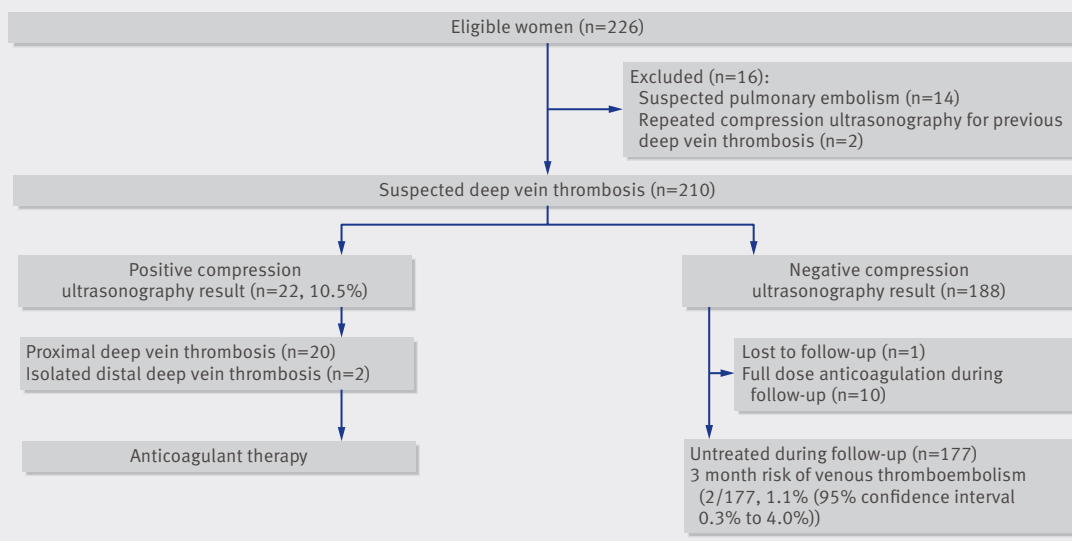 Eligible women (n=226)
Excluded (n=16):
Suspected pulmonary embolism (n=14)
Repeated compression ultrasonography for previous
deep vein thrombosis (n=2)
Suspected deep vein thrombosis (n=210)
Positive compression
ultrasonography result (n=22, 10.5%)
Negative compression
ultrasonography result (n=188)
Proximal deep vein thrombosis (n=20)
Isolated distal deep vein thrombosis (n=2)
Lost to follow-up (n=1)
Full dose anticoagulation during
follow-up (n=10)
Anticoagulant therapy
Untreated during follow-up (n=177)
3 month risk of venous thromboembolism
(2/177, 1.1% (95% confidence interval
0.3% to 4.0%))